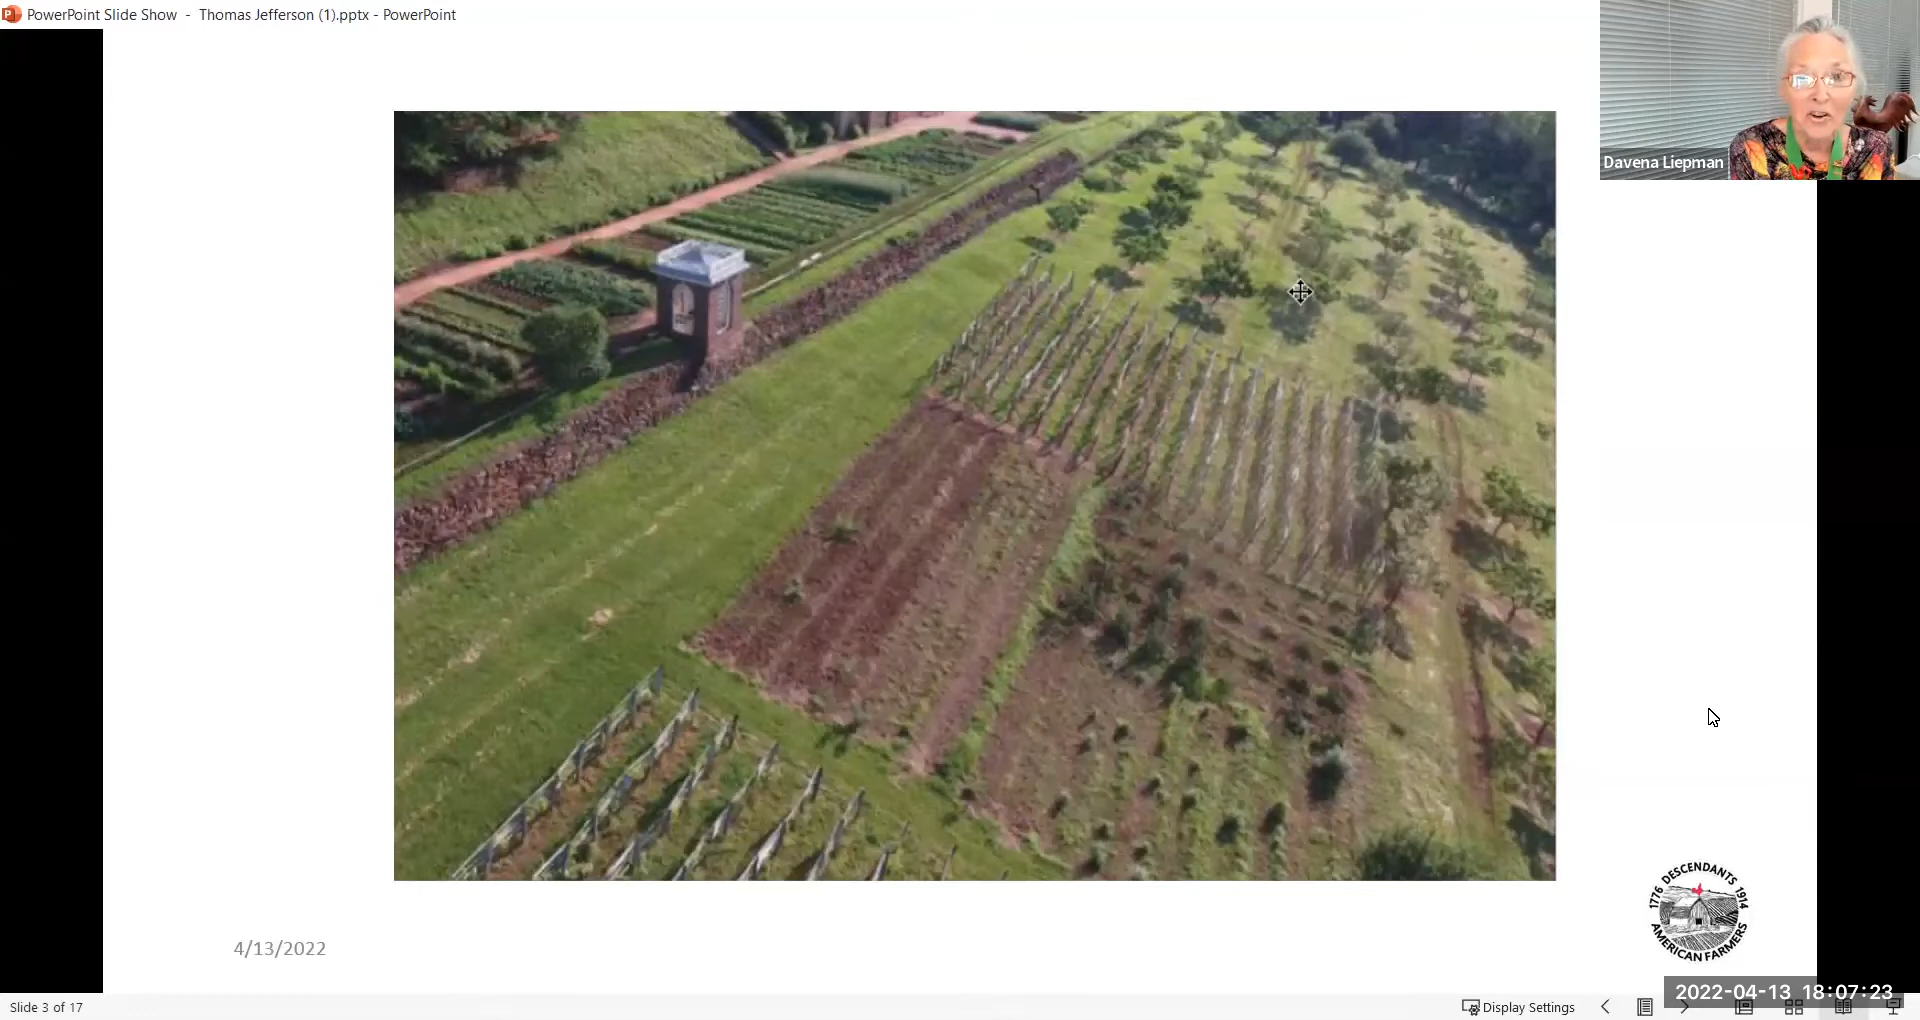 PowerPoint Slide Show - Thomas Jefferson (1).pptx - PowerPoint
Davena Liepman
1776 DESCENDANTS 1914
AMERICAN FARMERS
4/13/2022
Slide 3 of 17
Display Settings
2022-04-13 18:07:23